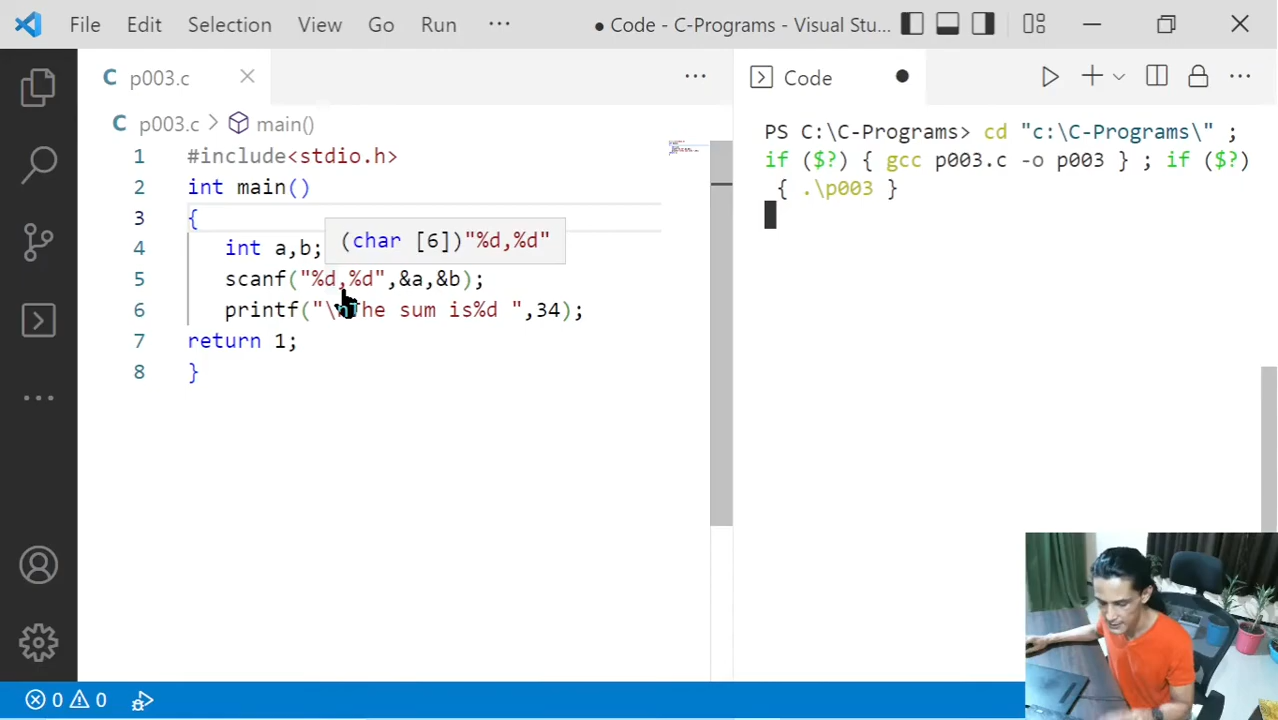 File Edit Selection View Go Run ··· ● Code - C-Programs - Visual Stu...
C p003.c ×
Code
C p003.c > main()
1 #include<stdio.h>
2 int main()
3 {
(char [6])"%d,%d"
4 int a,b;
5 scanf("%d,%d",&a,&b);
6 printf("\nThe sum is%d ",34);
7 return 1;
8 }
PS C:\C-Programs> cd "c:\C-Programs\" ;
if ($?) { gcc p003.c -o p003 } ; if ($?)
{ .\p003 }
0 0